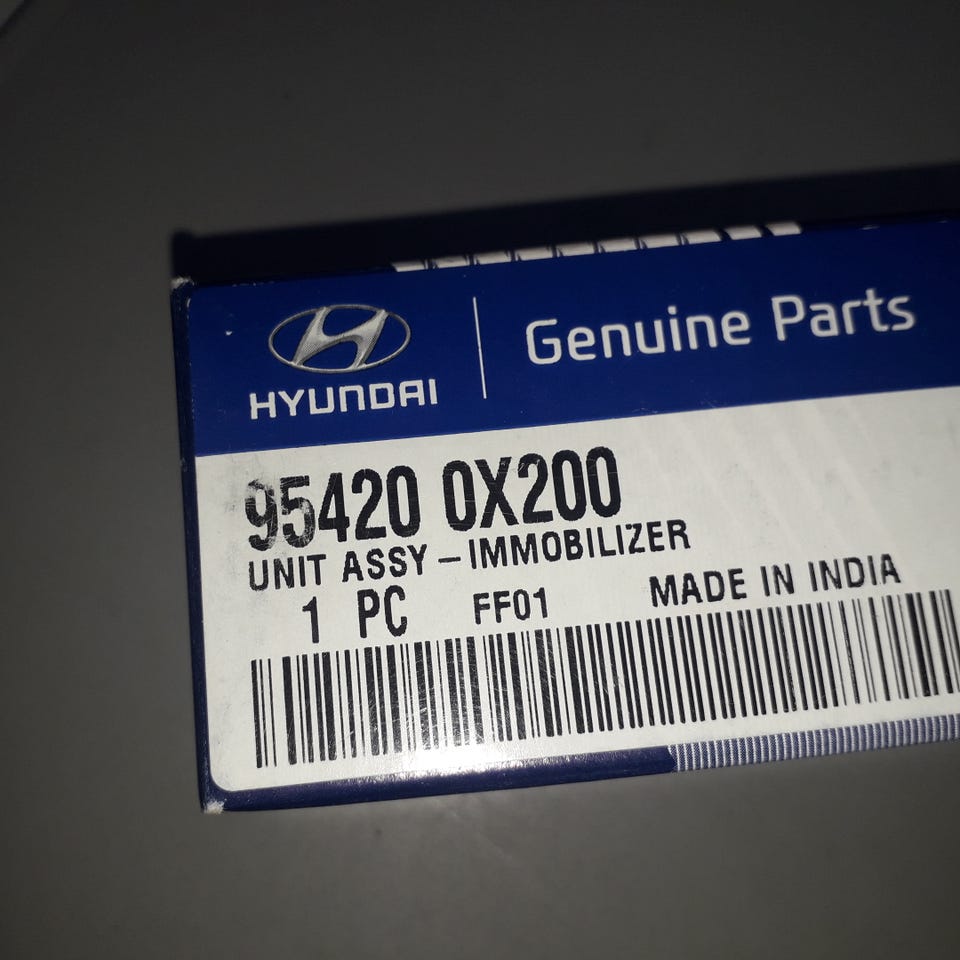 HYUNDAI
Genuine Parts
95420 0X200
UNIT ASSY-IMMOBILIZER
1 PC FF01 MADE IN INDIA